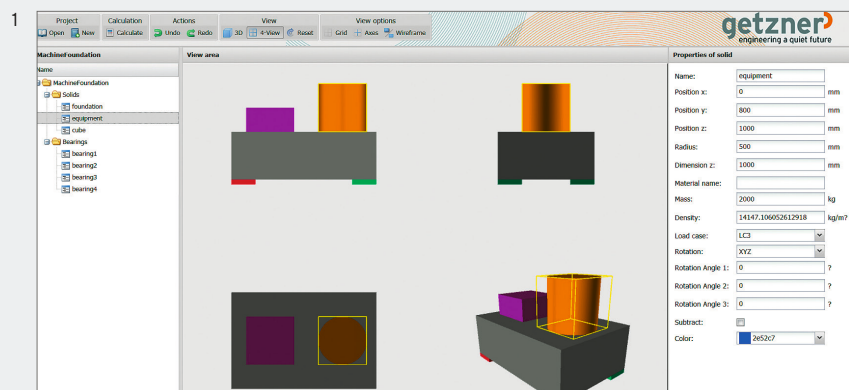 1
Project Calculation Actions View View options
Open New Calculate Undo Redo 3D 4-View Reset Grid Axes Wireframe
getzner
engineering a quiet future
MachineFoundation View area Properties of solid
Name
MachineFoundation
Solids
foundation
equipment
cube
Bearings
bearing1
bearing2
bearing3
bearing4
Name: equipment
Position x: 0 mm
Position y: 800 mm
Position z: 1000 mm
Radius: 500 mm
Dimension z: 1000 mm
Material name:
Mass: 2000 kg
Density: 14147.106052612918 kg/m?
Load case: LC3
Rotation: XYZ
Rotation Angle 1: 0 ?
Rotation Angle 2: 0 ?
Rotation Angle 3: 0 ?
Subtract:
Color: 2e52c7